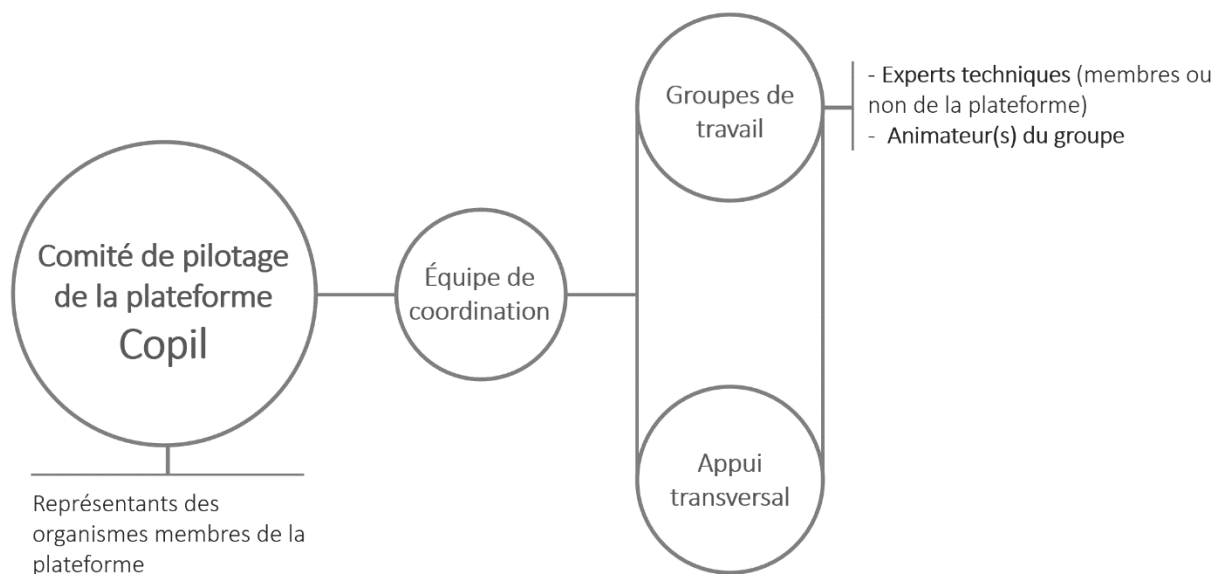 Comité de pilotage
de la plateforme
Copil
Représentants des
organismes membres de la
plateforme
Équipe de
coordination
Groupes de
travail
- Experts techniques (membres ou
non de la plateforme)
- Animateur(s) du groupe
Appui
transversal